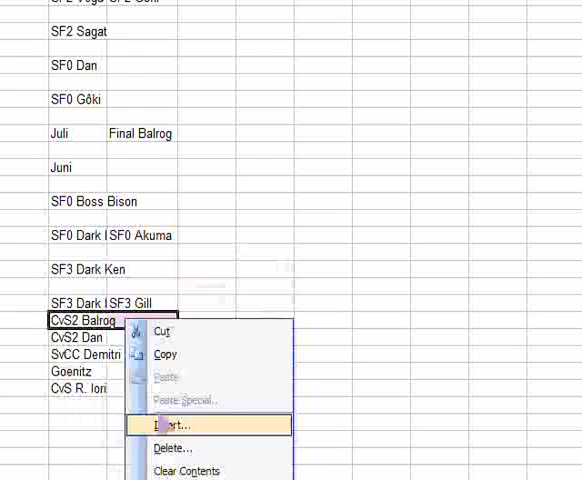 SF2 Sagat
SF0 Dan
SF0 Gôki
Juli Final Balrog
Juni
SF0 Boss Bison
SF0 Dark SF0 Akuma
SF3 Dark Ken
SF3 Dark SF3 Gill
CvS2 Balrog
CvS2 Dan
SvCC Demitri
Goenitz
CvS R. Iori
Cut
Copy
Paste
Paste Special...
Insert...
Delete...
Clear Contents